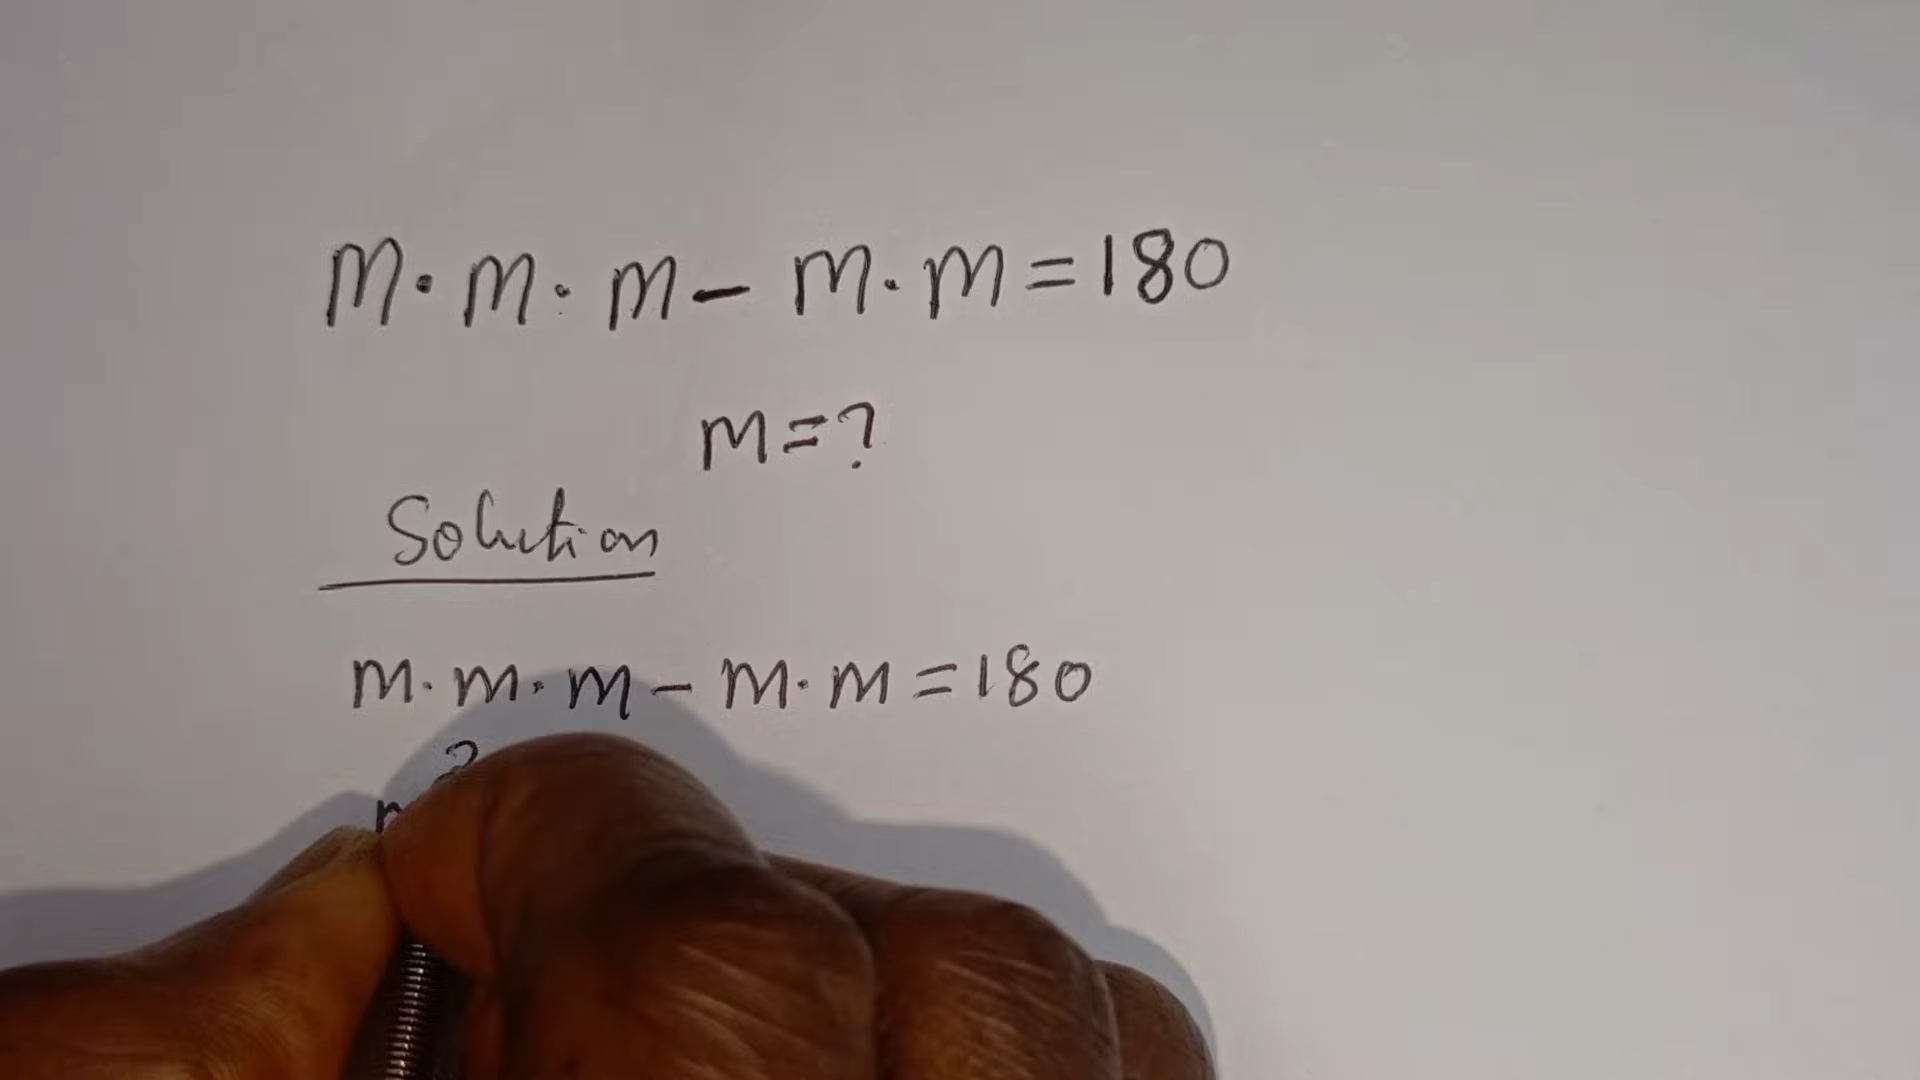 m·m·m - m·m = 180
m = ?
Solution
m·m·m - m·m = 180